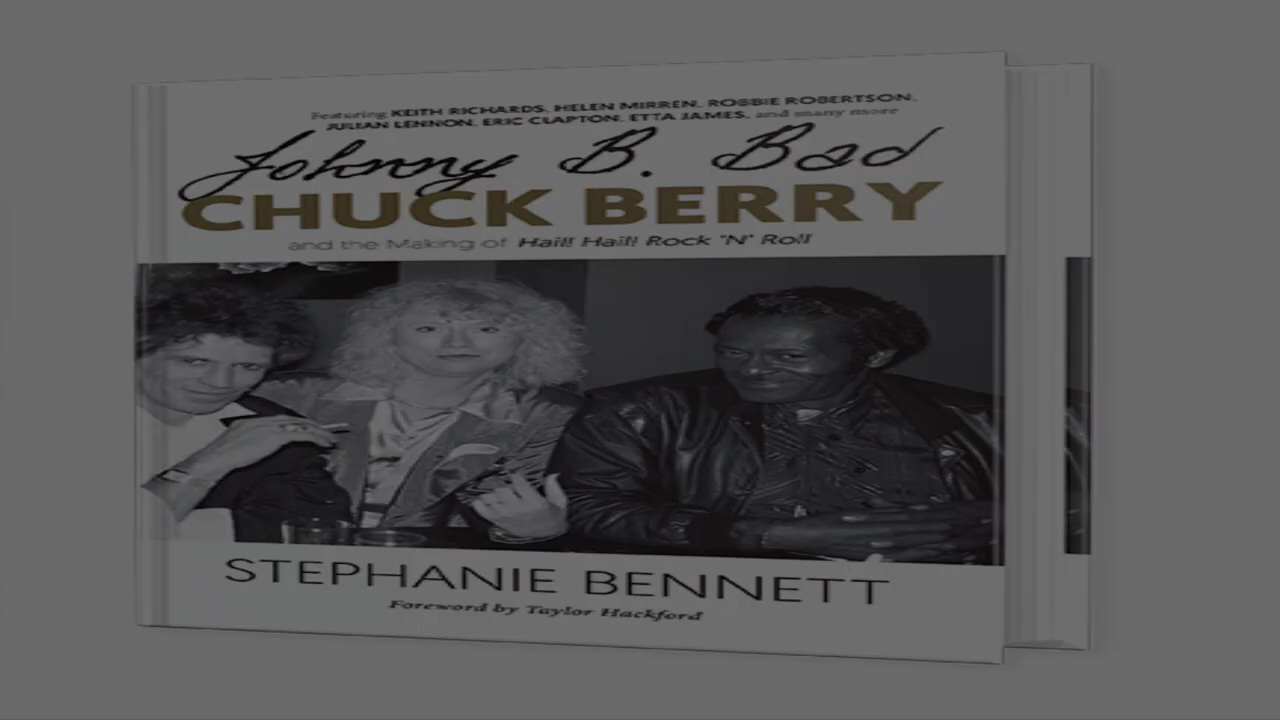 Featuring KEITH RICHARDS, HELEN MIRREN, ROBBIE ROBERTSON,
JULIAN LENNON, ERIC CLAPTON, ETTA JAMES, and many more
Johnny B. Bad
CHUCK BERRY
and the Making of Hail! Hail! Rock 'N' Roll
STEPHANIE BENNETT
Foreword by Taylor Hackford